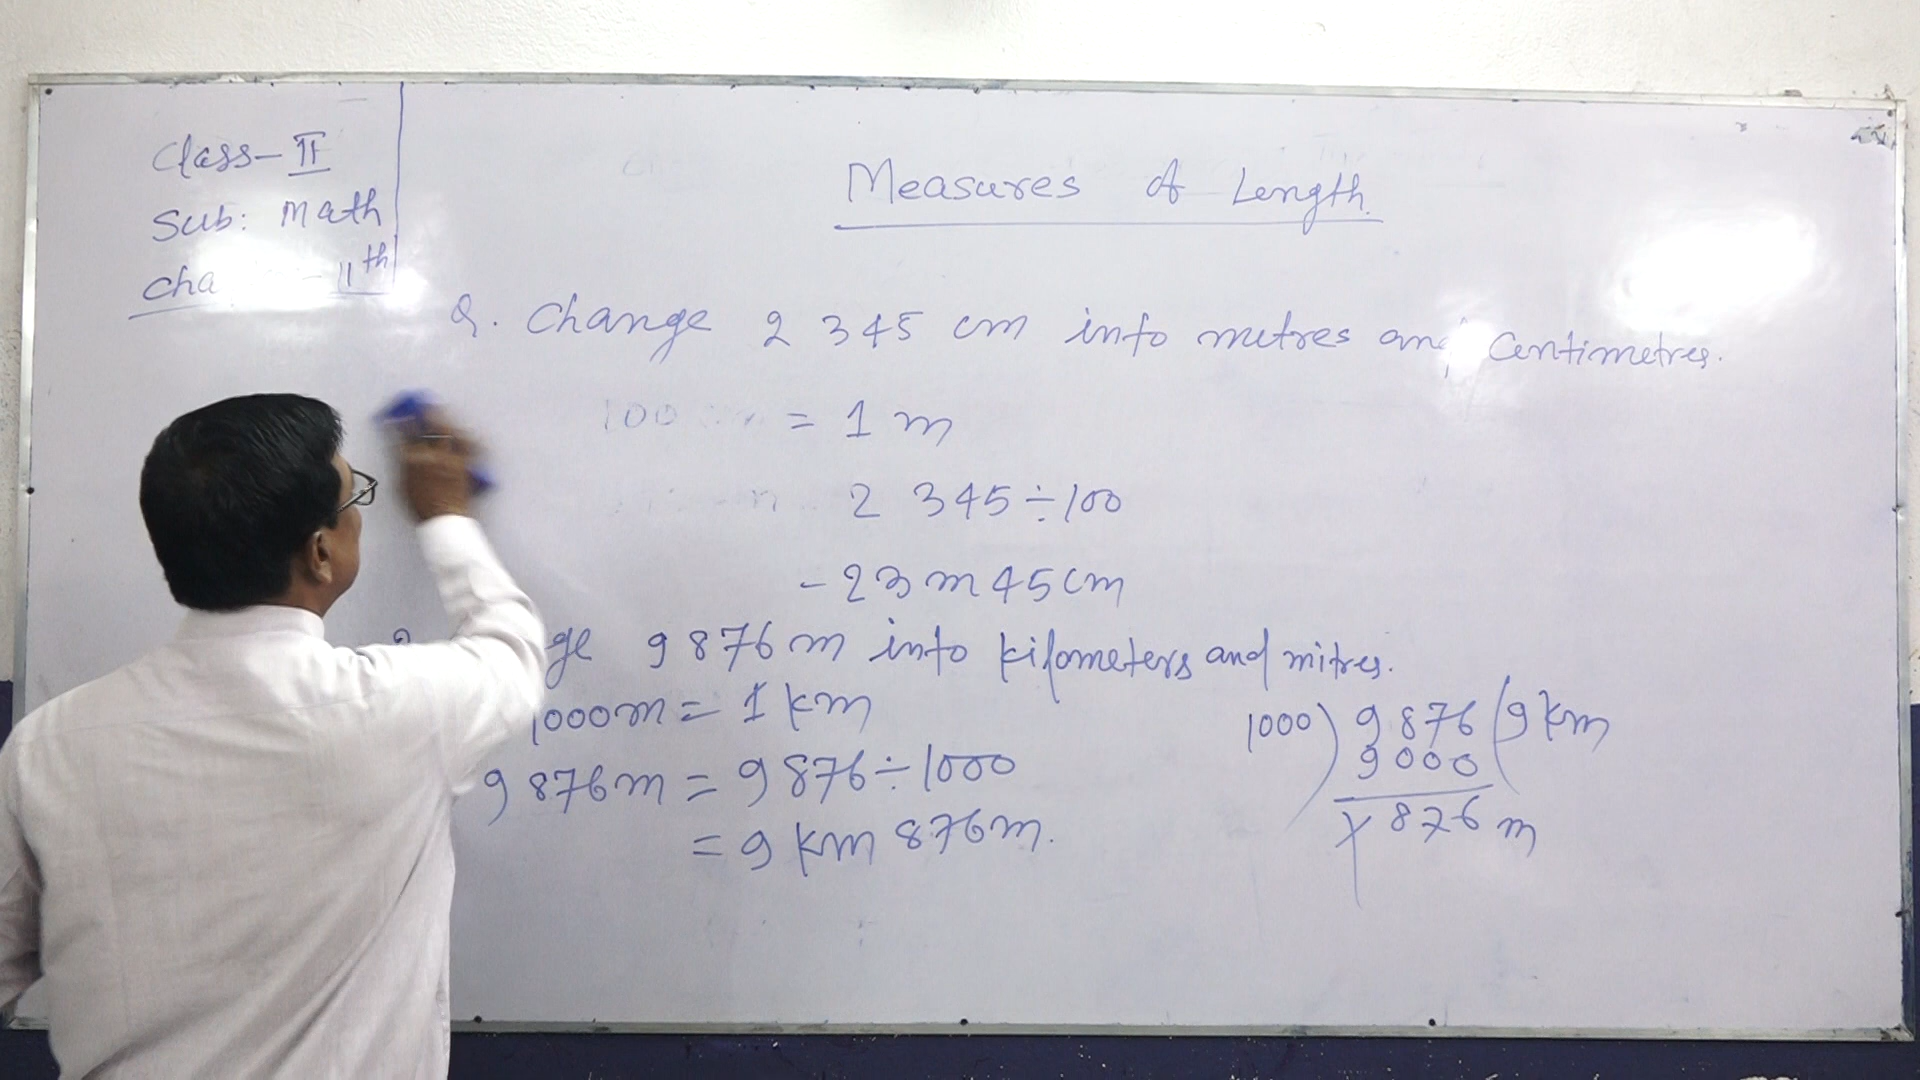 Class- II
Sub: Math
cha - 11th
Measures of Length.
Q. Change 2 345 cm into metres and Centimetres.
100 = 1 m
2 345 ÷ 100
- 23 m 45 cm
ge 9 876 m into kilometers and mitres.
1000m = 1 km
9 876m = 9 876 ÷ 1000
= 9 km 876m.
1000 ) 9 876 ( 9 km
9 000
x 876 m